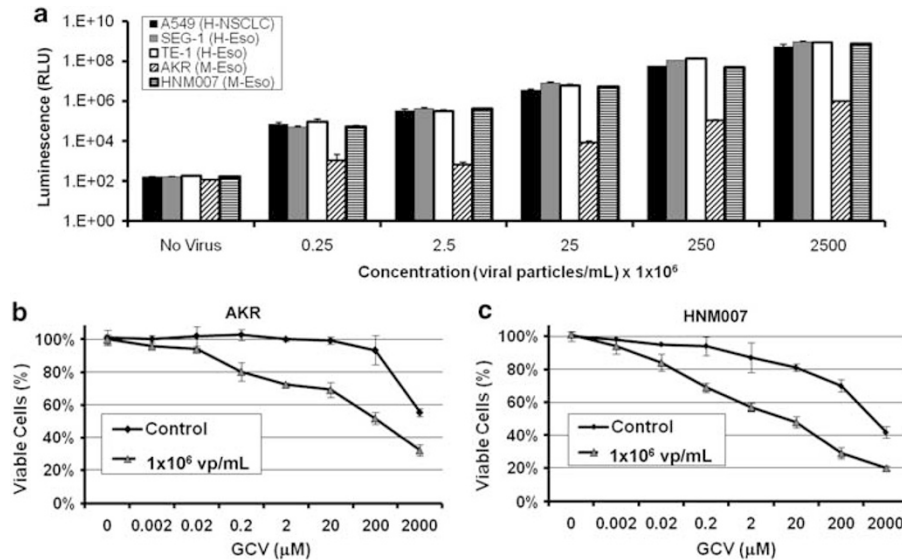 a
Luminescence (RLU)
1.E+10
1.E+08
1.E+06
1.E+04
1.E+02
1.E+00
A549 (H-NSCLC)
SEG-1 (H-Eso)
TE-1 (H-Eso)
AKR (M-Eso)
HNM007 (M-Eso)
No Virus
0.25
2.5
25
250
2500
Concentration (viral particles/mL) x 1x10⁶
b
AKR
Viable Cells (%)
100%
80%
60%
40%
20%
0%
Control
1x10⁶ vp/mL
0
0.002
0.02
0.2
2
20
200
2000
GCV (µM)
c
HNM007
Viable Cells (%)
100%
80%
60%
40%
20%
0%
Control
1x10⁶ vp/mL
0
0.002
0.02
0.2
2
20
200
2000
GCV (µM)